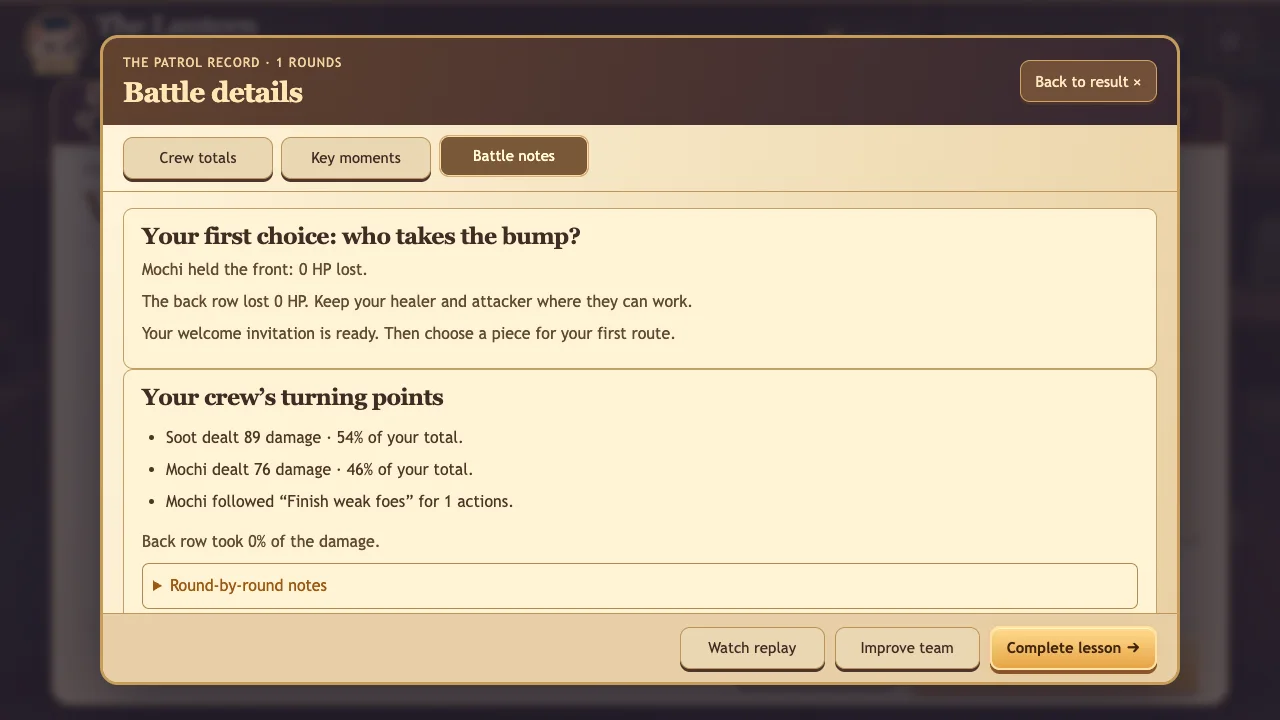 THE PATROL RECORD · 1 ROUNDS
Battle details
Back to result ×
Crew totals
Key moments
Battle notes
Your first choice: who takes the bump?
Mochi held the front: 0 HP lost.
The back row lost 0 HP. Keep your healer and attacker where they can work.
Your welcome invitation is ready. Then choose a piece for your first route.
Your crew’s turning points
• Soot dealt 89 damage · 54% of your total.
• Mochi dealt 76 damage · 46% of your total.
• Mochi followed “Finish weak foes” for 1 actions.
Back row took 0% of the damage.
▶ Round-by-round notes
Watch replay
Improve team
Complete lesson →